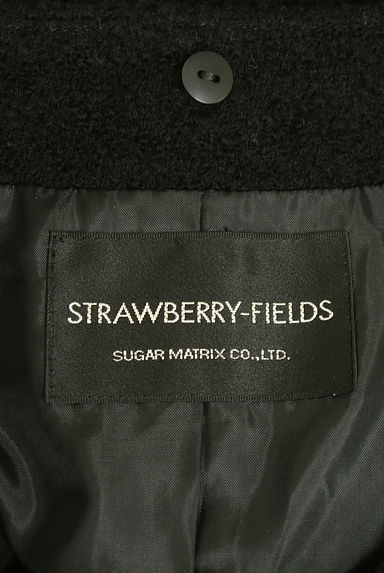 STRAWBERRY-FIELDS
SUGAR MATRIX CO.,LTD.